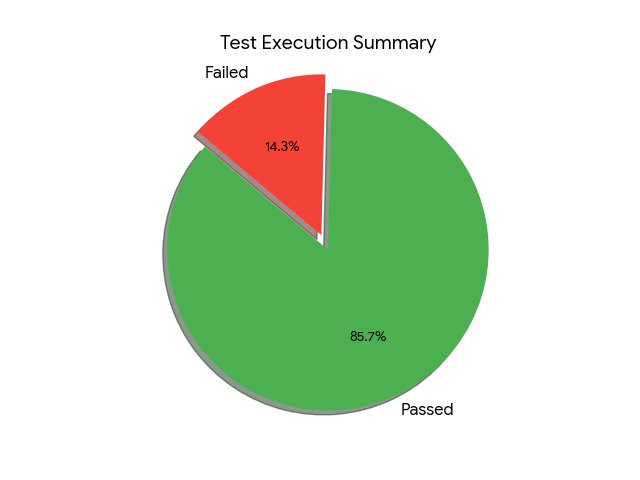 Test Execution Summary
Failed
14.3%
85.7%
Passed